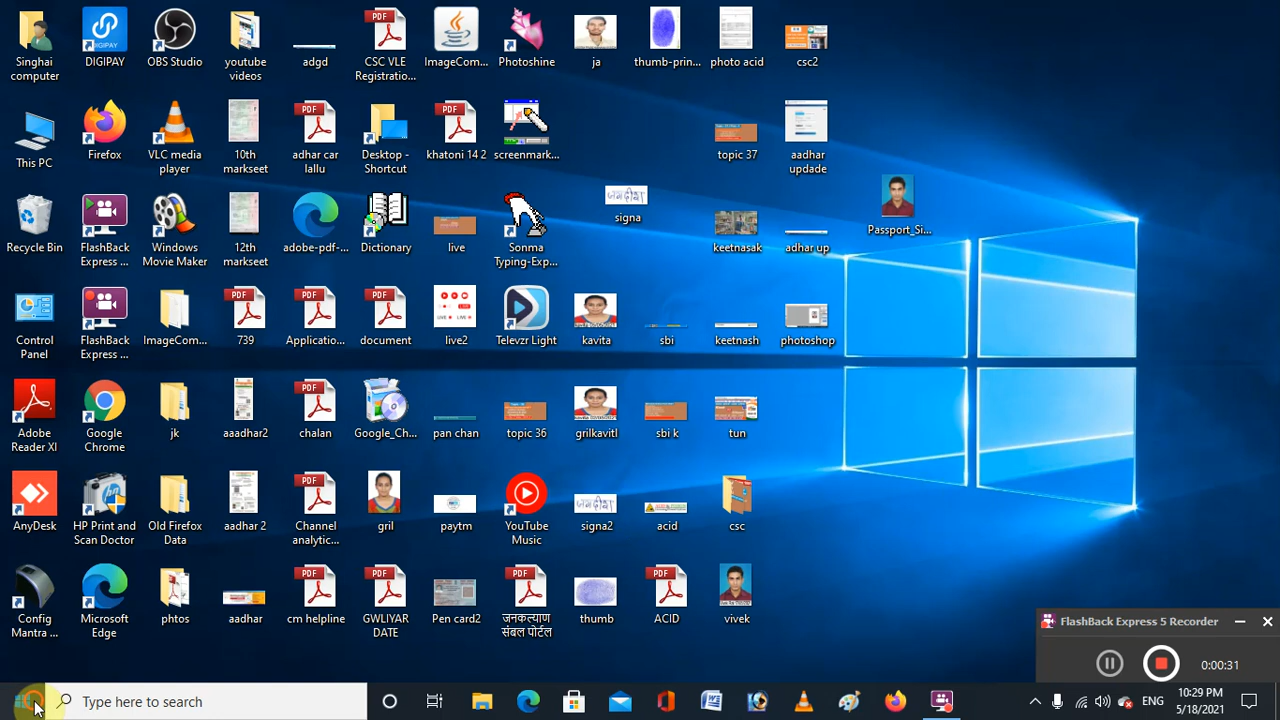 Singhai computer
DIGIPAY
OBS Studio
youtube videos
adgd
CSC VLE Registratio...
ImageCom...
Photoshine
ja
thumb-prin...
photo acid
csc2
This PC
Firefox
VLC media player
10th markseet
adhar car lallu
Desktop - Shortcut
khatoni 14 2
screenmark...
topic 37
aadhar updade
signa
Passport_Si...
Recycle Bin
FlashBack Express ...
Windows Movie Maker
12th markseet
adobe-pdf-...
Dictionary
live
Sonma Typing-Exp...
keetnasak
adhar up
Control Panel
FlashBack Express ...
ImageCom...
739
Applicatio...
document
live2
Televzr Light
kavita
sbi
keetnash
photoshop
Adobe Reader XI
Google Chrome
jk
aaadhar2
chalan
Google_Ch...
pan chan
topic 36
grilkavitl
sbi k
tun
AnyDesk
HP Print and Scan Doctor
Old Firefox Data
aadhar 2
Channel analytic...
gril
paytm
YouTube Music
signa2
acid
csc
Config Mantra ...
Microsoft Edge
phtos
aadhar
cm helpline
GWLIYAR DATE
Pen card2
जनकल्याण संबल पोर्टल
thumb
ACID
vivek
FlashBack Express 5 Recorder
0:00:31
Type here to search
ENG
10:29 PM
5/18/2021